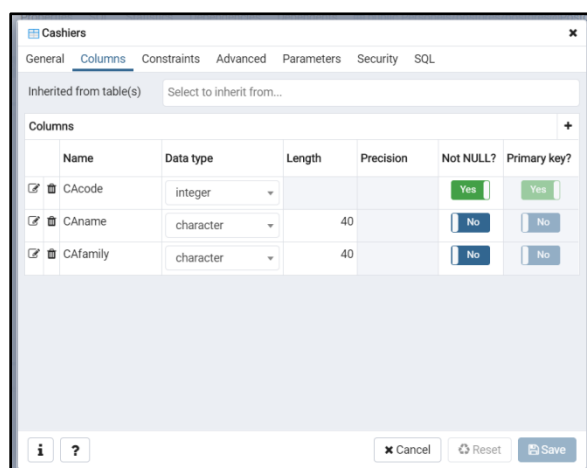 Cashiers
General Columns Constraints Advanced Parameters Security SQL
Inherited from table(s) Select to inherit from...
Columns
Name Data type Length Precision Not NULL? Primary key?
CAcode integer Yes Yes
CAname character 40 No No
CAfamily character 40 No No
i ? Cancel Reset Save